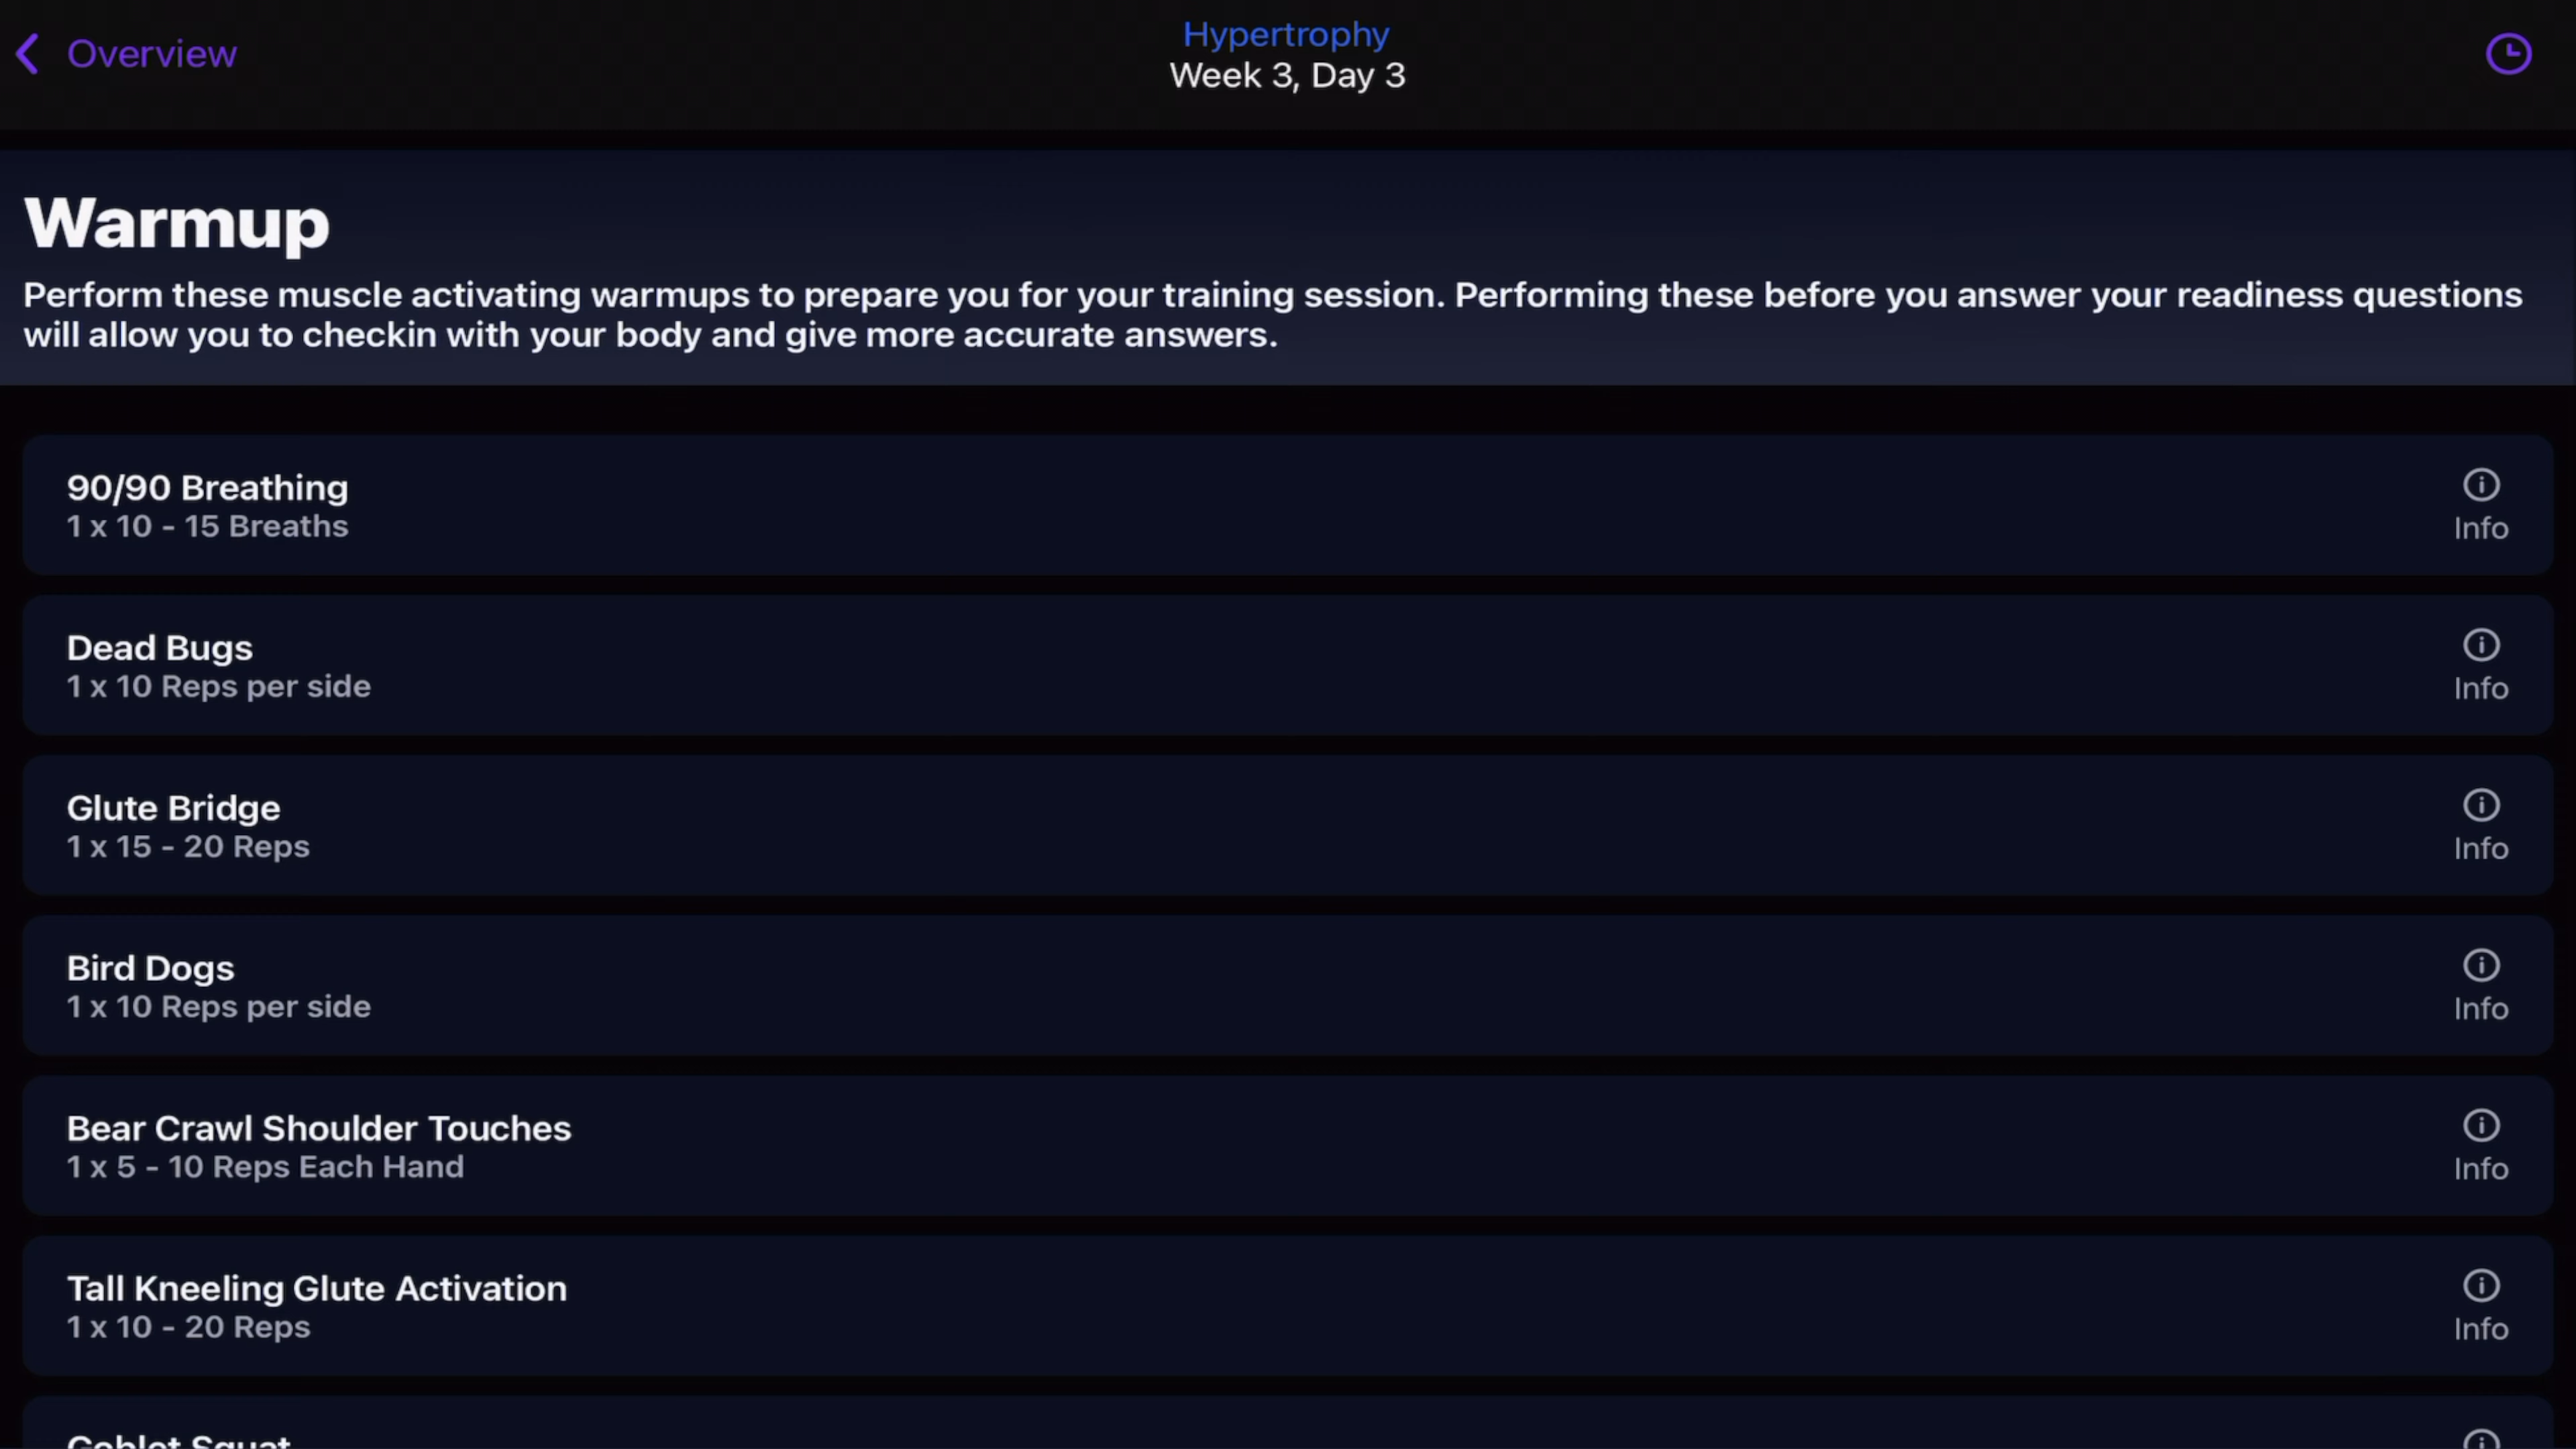 Overview
Hypertrophy
Week 3, Day 3
Warmup
Perform these muscle activating warmups to prepare you for your training session. Performing these before you answer your readiness questions
will allow you to checkin with your body and give more accurate answers.
90/90 Breathing
1 x 10 - 15 Breaths
Info
Dead Bugs
1 x 10 Reps per side
Info
Glute Bridge
1 x 15 - 20 Reps
Info
Bird Dogs
1 x 10 Reps per side
Info
Bear Crawl Shoulder Touches
1 x 5 - 10 Reps Each Hand
Info
Tall Kneeling Glute Activation
1 x 10 - 20 Reps
Info
Goblet Squat